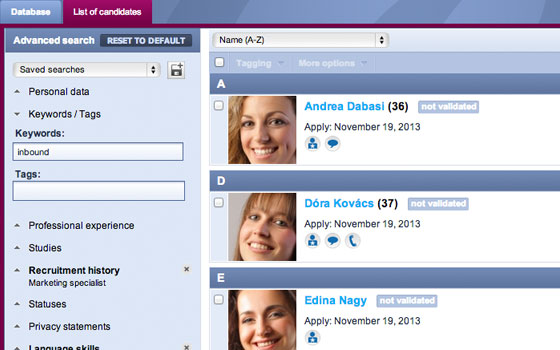 Database
List of candidates
Advanced search
RESET TO DEFAULT
Saved searches
Personal data
Keywords / Tags
Keywords:
inbound
Tags:
Professional experience
Studies
Recruitment history
Marketing specialist
Statuses
Privacy statements
Language skills
Name (A-Z)
Tagging
More options
A
Andrea Dabasi (36) not validated
Apply: November 19, 2013
D
Dóra Kovács (37) not validated
Apply: November 19, 2013
E
Edina Nagy not validated
Apply: November 19, 2013